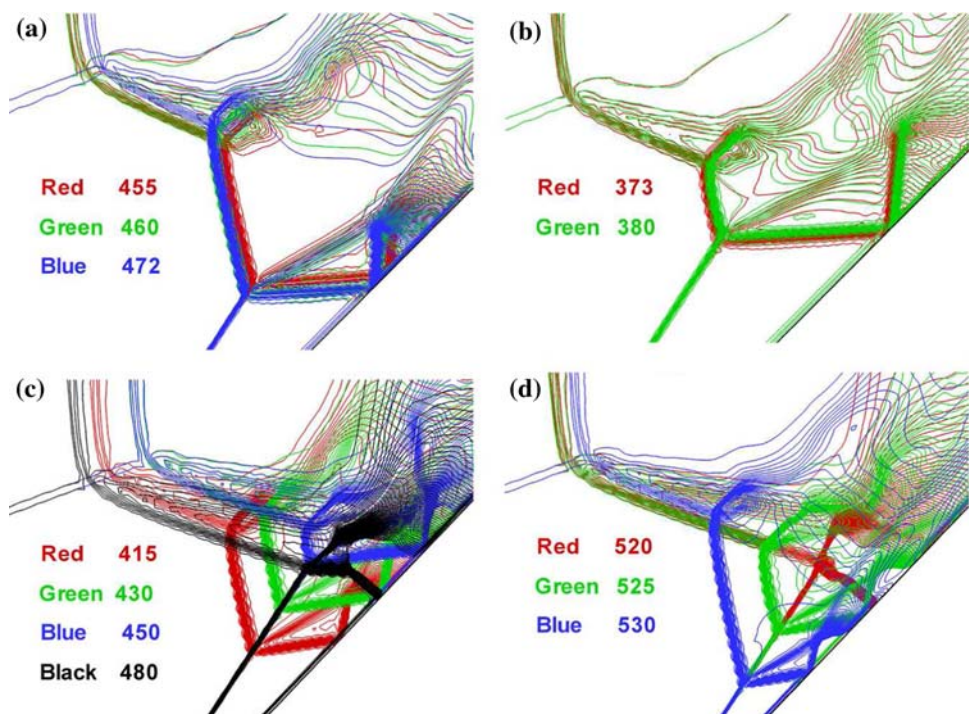 (a)
Red 455
Green 460
Blue 472
(b)
Red 373
Green 380
(c)
Red 415
Green 430
Blue 450
Black 480
(d)
Red 520
Green 525
Blue 530